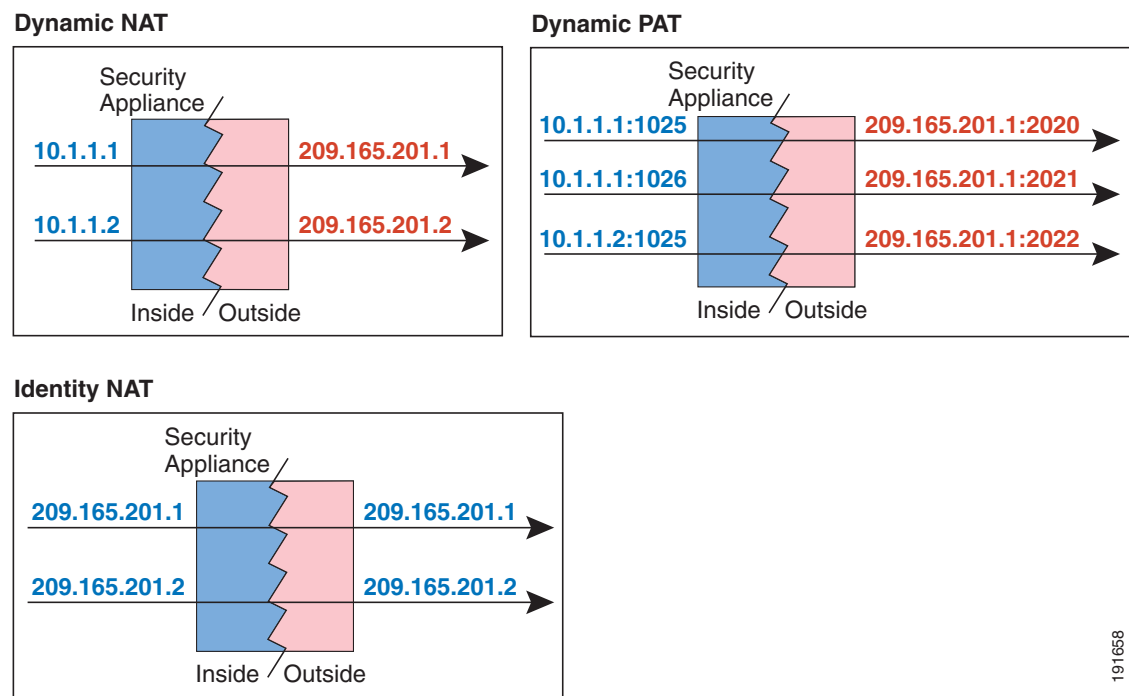 Dynamic NAT
Security
Appliance
10.1.1.1
209.165.201.1
10.1.1.2
209.165.201.2
Inside
Outside
Dynamic PAT
Security
Appliance
10.1.1.1:1025
209.165.201.1:2020
10.1.1.1:1026
209.165.201.1:2021
10.1.1.2:1025
209.165.201.1:2022
Inside
Outside
Identity NAT
Security
Appliance
209.165.201.1
209.165.201.1
209.165.201.2
209.165.201.2
Inside
Outside
191658